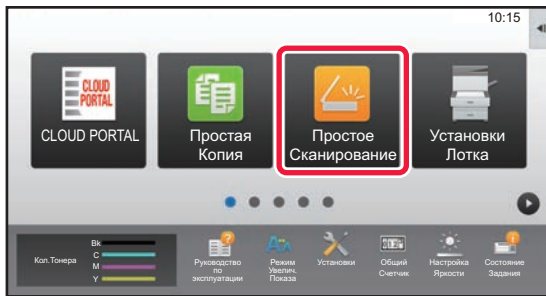 10:15
CLOUD
PORTAL
CLOUD PORTAL
Простая
Копия
Простое
Сканирование
Установки
Лотка
Кол.Тонера
Bk
C
M
Y
Руководство
по
эксплуатации
Режим
Увелич.
Показа
Установки
Общий
Счетчик
Настройка
Яркости
Состояние
Задания